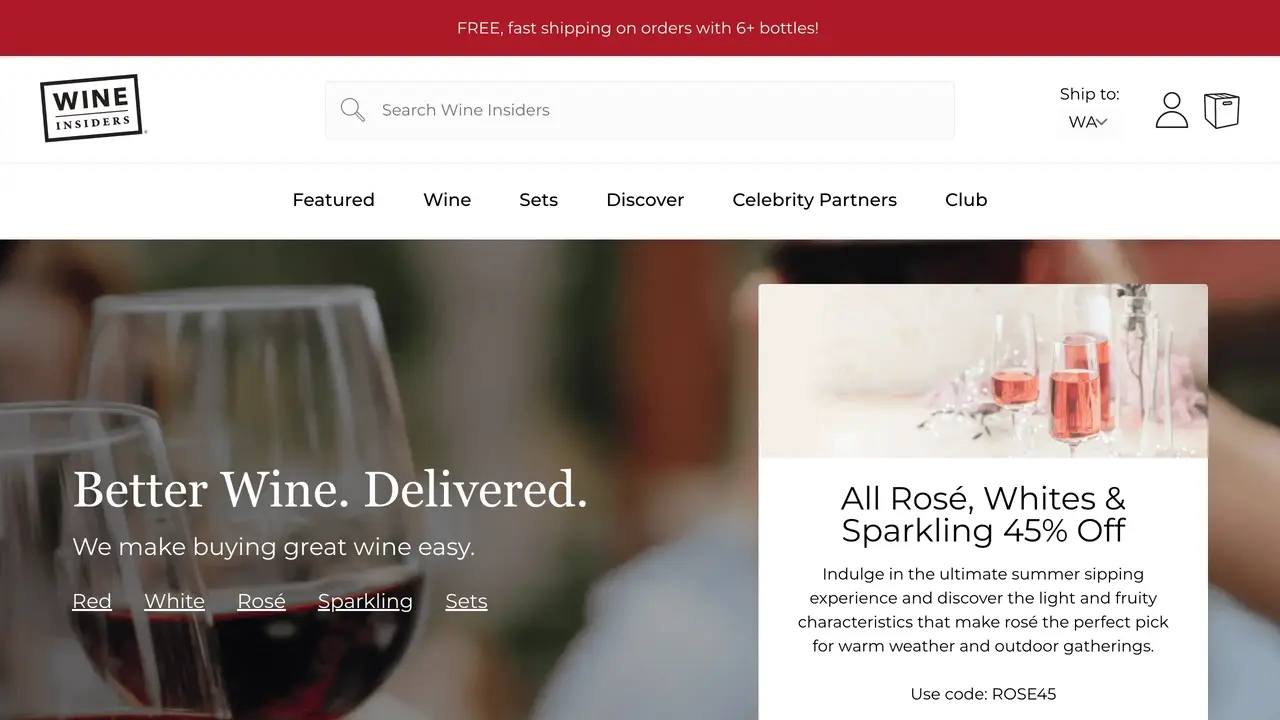 FREE, fast shipping on orders with 6+ bottles!
WINE
INSIDERS
Search Wine Insiders
Ship to:
WA
Featured
Wine
Sets
Discover
Celebrity Partners
Club
Better Wine. Delivered.
We make buying great wine easy.
Red
White
Rosé
Sparkling
Sets
All Rosé, Whites &
Sparkling 45% Off
Indulge in the ultimate summer sipping
experience and discover the light and fruity
characteristics that make rosé the perfect pick
for warm weather and outdoor gatherings.
Use code: ROSE45